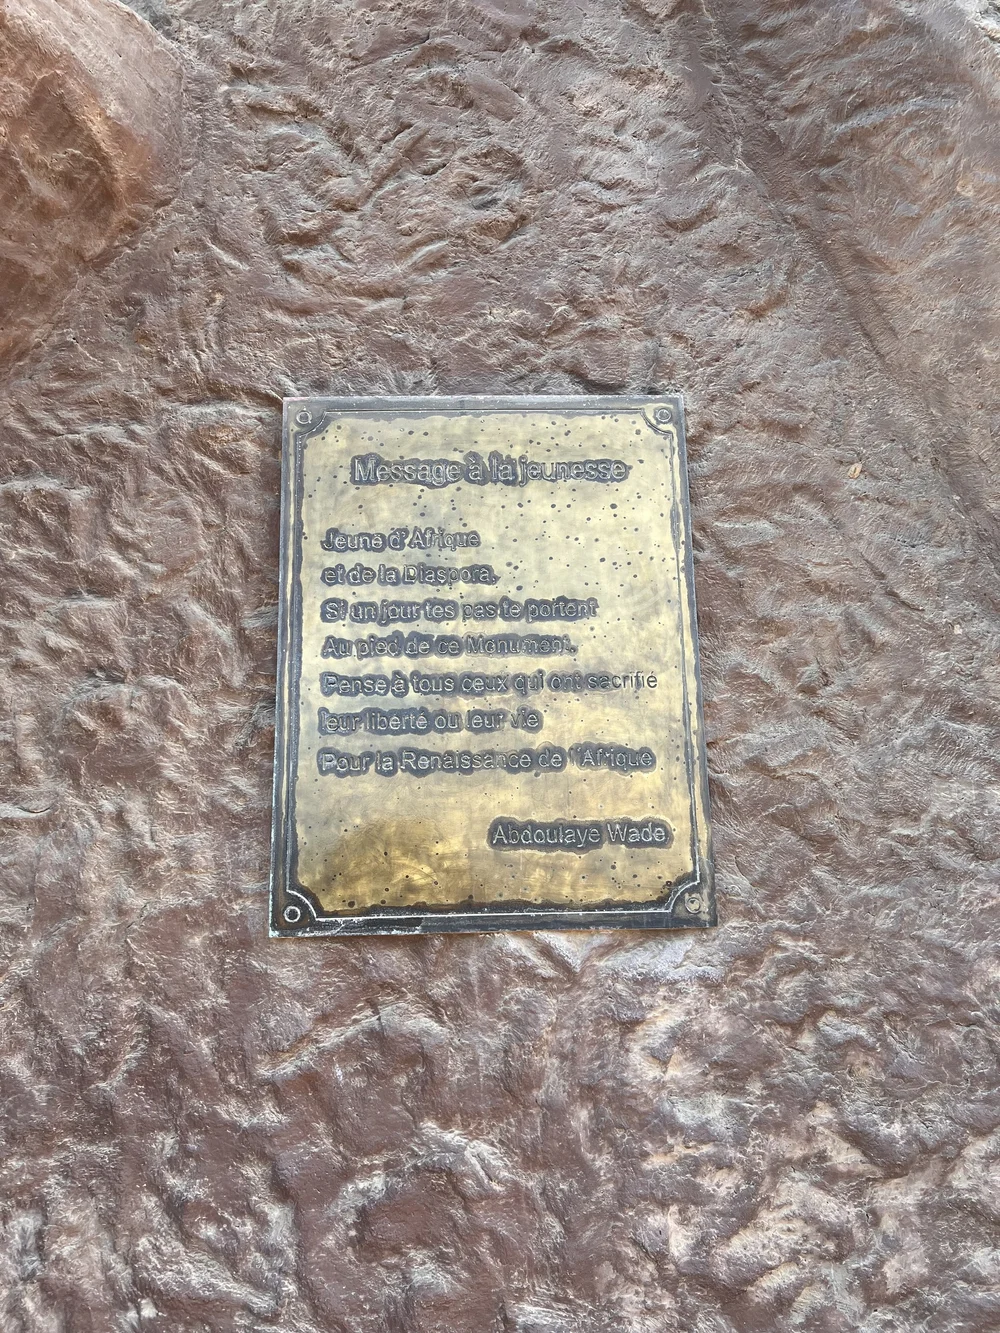 Message à la jeunesse
Jeune d'Afrique
et de la Diaspora,
Si un jour tes pas te portent
Au pied de ce Monument,
Pense à tous ceux qui ont sacrifié
leur liberté ou leur vie
Pour la Renaissance de l'Afrique
Abdoulaye Wade